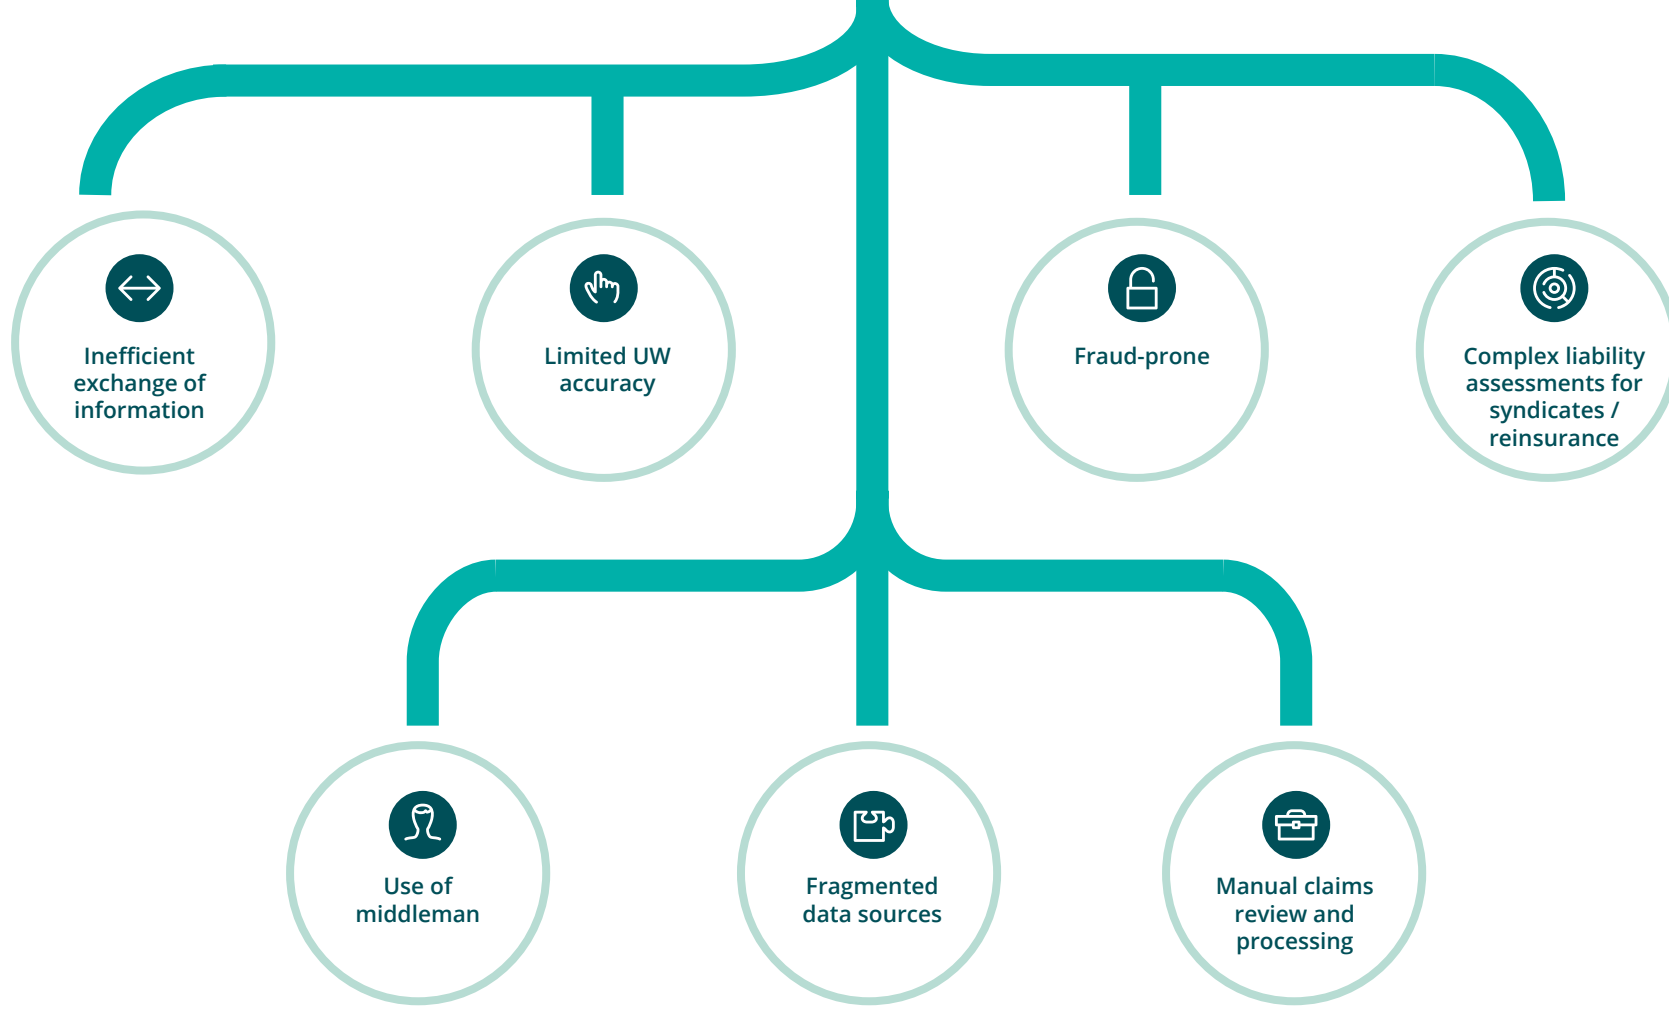 Inefficient
exchange of
information
Limited UW
accuracy
Fraud-prone
Complex liability
assessments for
syndicates /
reinsurance
Use of
middleman
Fragmented
data sources
Manual claims
review and
processing